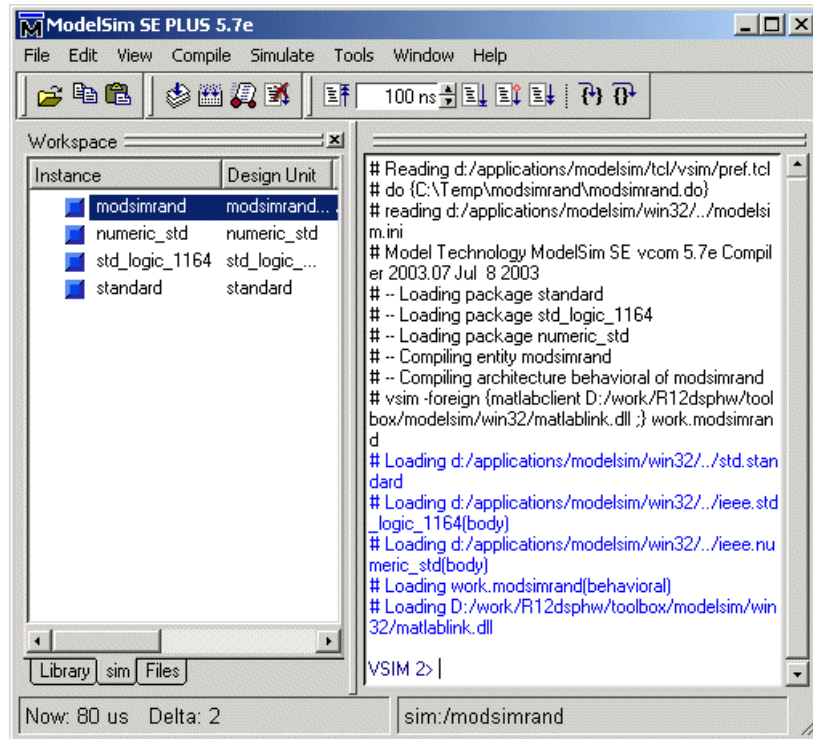 ModelSim SE PLUS 5.7e
File Edit View Compile Simulate Tools Window Help
100 ns
Workspace
Instance Design Unit
modsimrand modsimrand...
numeric_std numeric_std
std_logic_1164 std_logic_...
standard standard
# Reading d:/applications/modelsim/tcl/vsim/pref.tcl
# do {C:\Temp\modsimrand\modsimrand.do}
# reading d:/applications/modelsim/win32/../modelsi
m.ini
# Model Technology ModelSim SE vcom 5.7e Compil
er 2003.07 Jul  8 2003
# -- Loading package standard
# -- Loading package std_logic_1164
# -- Loading package numeric_std
# -- Compiling entity modsimrand
# -- Compiling architecture behavioral of modsimrand
# vsim -foreign {matlabclient D:/work/R12dsphw/tool
box/modelsim/win32/matlablink.dll ;} work.modsimran
d
# Loading d:/applications/modelsim/win32/../std.stan
dard
# Loading d:/applications/modelsim/win32/../ieee.std
_logic_1164(body)
# Loading d:/applications/modelsim/win32/../ieee.nu
meric_std(body)
# Loading work.modsimrand(behavioral)
# Loading D:/work/R12dsphw/toolbox/modelsim/win
32/matlablink.dll
VSIM 2>
Library sim Files
Now: 80 us Delta: 2
sim:/modsimrand